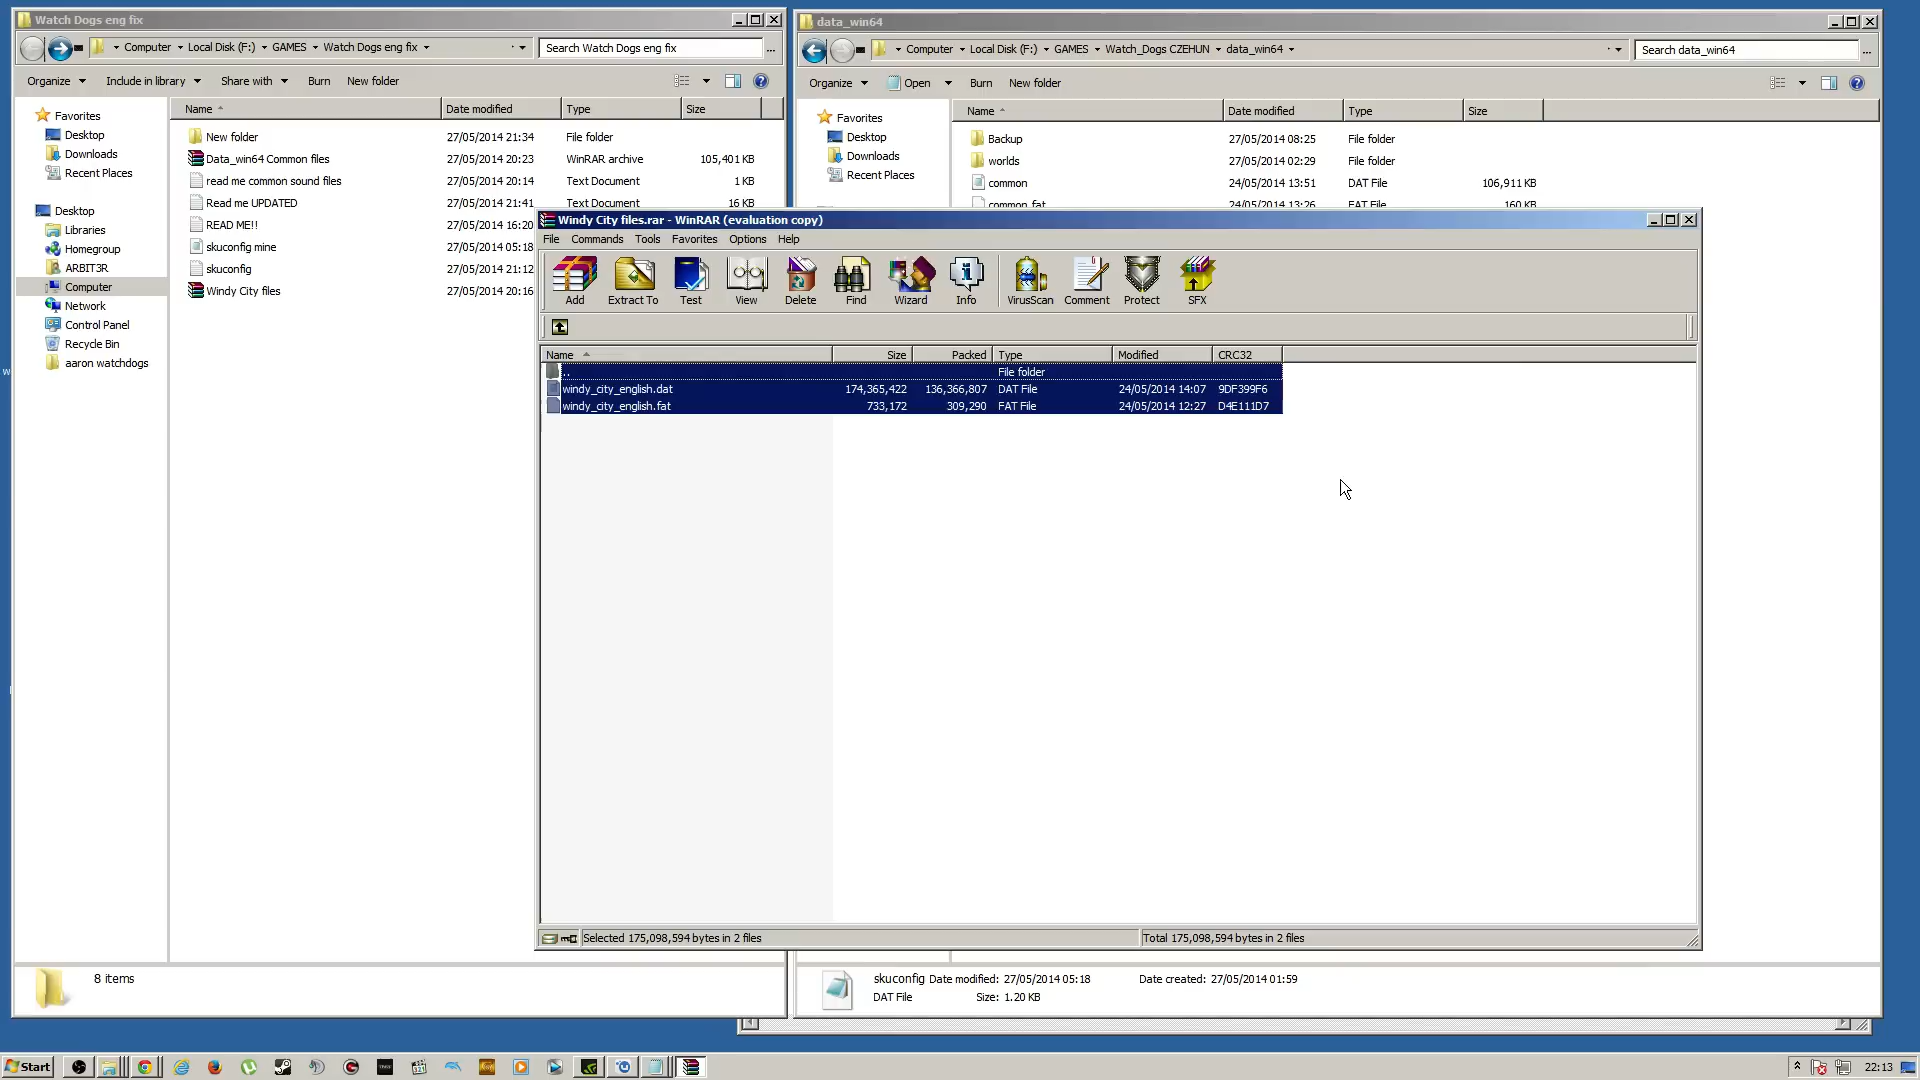 Watch Dogs eng fix
Computer Local Disk (F:) GAMES Watch Dogs eng fix
Search Watch Dogs eng fix
Organize Include in library Share with Burn New folder
Name Date modified Type Size
Favorites
Desktop
Downloads
Recent Places
Desktop
Libraries
Homegroup
ARBIT3R
Computer
Network
Control Panel
Recycle Bin
aaron watchdogs
New folder 27/05/2014 21:34 File folder
Data_win64 Common files 27/05/2014 20:23 WinRAR archive 105,401 KB
read me common sound files 27/05/2014 20:14 Text Document 1 KB
Read me UPDATED 27/05/2014 21:41 Text Document 16 KB
READ ME!! 27/05/2014 16:20
skuconfig mine 27/05/2014 05:18
skuconfig 27/05/2014 21:12
Windy City files 27/05/2014 20:16
8 items
data_win64
Computer Local Disk (F:) GAMES Watch_Dogs CZEHUN data_win64
Search data_win64
Organize Open Burn New folder
Name Date modified Type Size
Favorites
Desktop
Downloads
Recent Places
Backup 27/05/2014 08:25 File folder
worlds 27/05/2014 02:29 File folder
common 24/05/2014 13:51 DAT File 106,911 KB
common.fat 24/05/2014 13:26 FAT File 160 KB
Windy City files.rar - WinRAR (evaluation copy)
File Commands Tools Favorites Options Help
Add Extract To Test View Delete Find Wizard Info VirusScan Comment Protect SFX
Name Size Packed Type Modified CRC32
.. File folder
windy_city_english.dat 174,365,422 136,366,807 DAT File 24/05/2014 14:07 9DF399F6
windy_city_english.fat 733,172 309,290 FAT File 24/05/2014 12:27 D4E111D7
Selected 175,098,594 bytes in 2 files
Total 175,098,594 bytes in 2 files
skuconfig Date modified: 27/05/2014 05:18 Date created: 27/05/2014 01:59
DAT File Size: 1.20 KB
Start
22:13